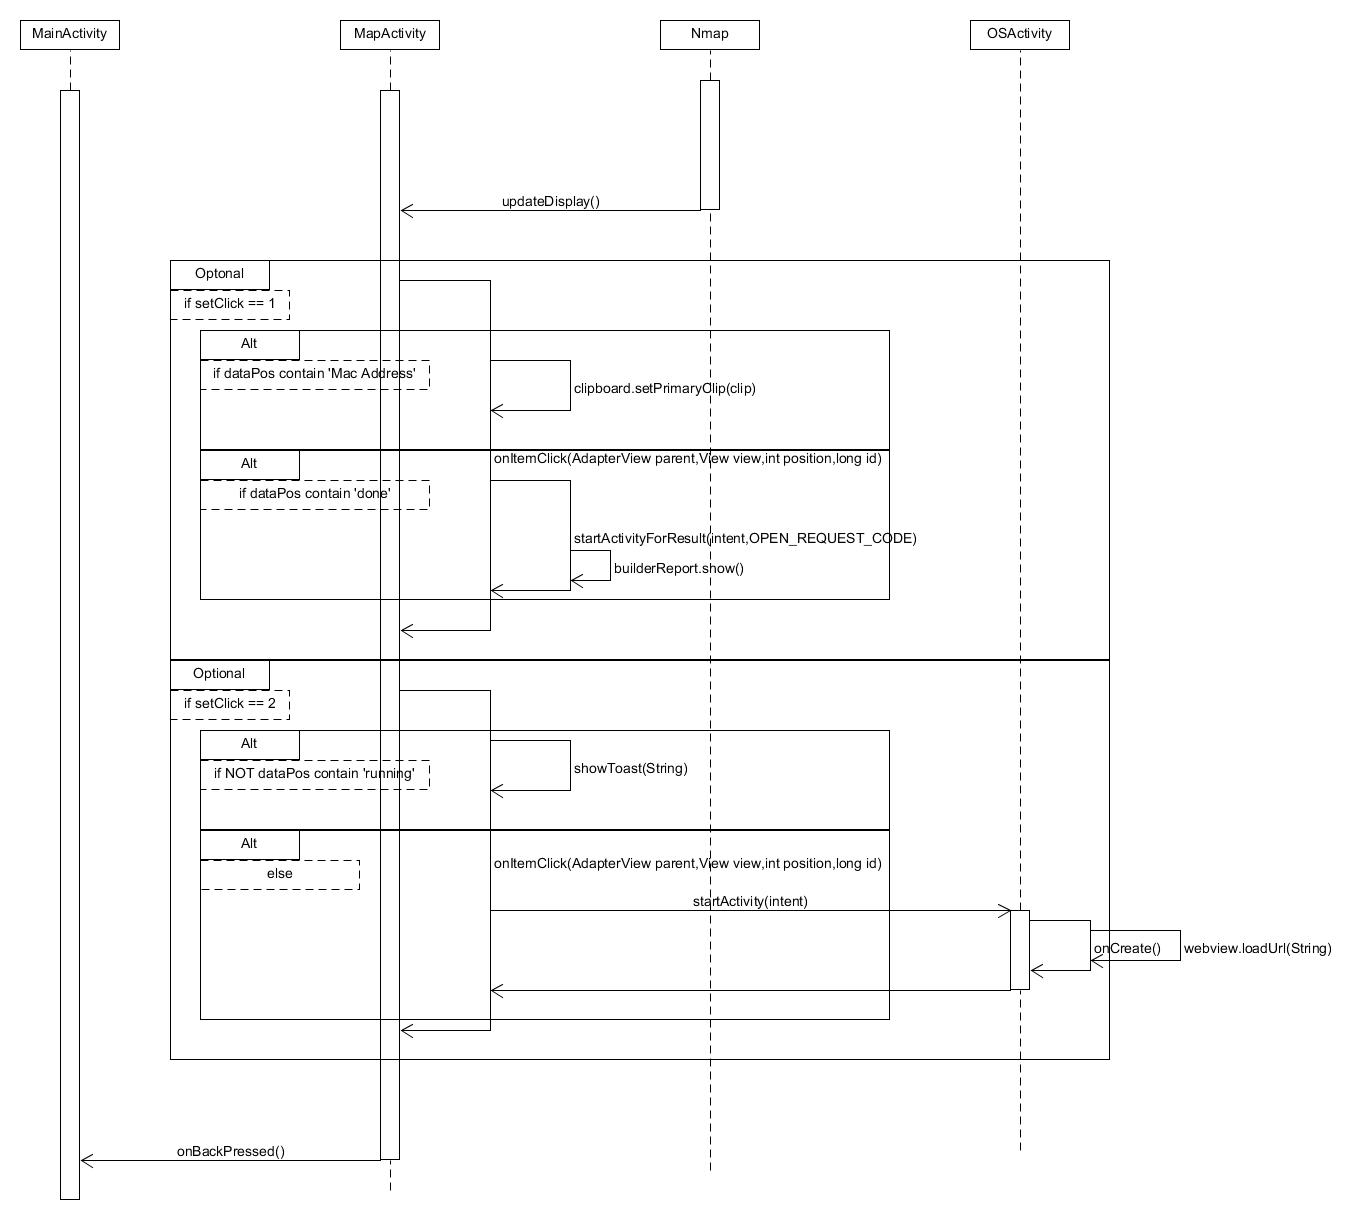 MainActivity
MapActivity
Nmap
OSActivity
updateDisplay()
Optonal
if setClick == 1
Alt
if dataPos contain 'Mac Address'
clipboard.setPrimaryClip(clip)
Alt
onItemClick(AdapterView parent,View view,int position,long id)
if dataPos contain 'done'
startActivityForResult(intent,OPEN_REQUEST_CODE)
builderReport.show()
Optional
if setClick == 2
Alt
if NOT dataPos contain 'running'
showToast(String)
Alt
onItemClick(AdapterView parent,View view,int position,long id)
else
startActivity(intent)
onCreate()
webview.loadUrl(String)
onBackPressed()